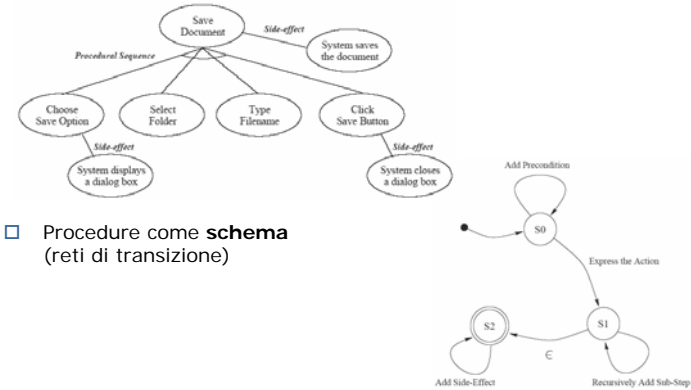 Save
Document
Side-effect
System saves
the document
Procedural Sequence
Choose
Save Option
Select
Folder
Type
Filename
Click
Save Button
Side-effect
System displays
a dialog box
Side-effect
System closes
a dialog box
Procedure come schema
(reti di transizione)
Add Precondition
S0
Express the Action
S1
S2
ϵ
Add Side-Effect
Recursively Add Sub-Step